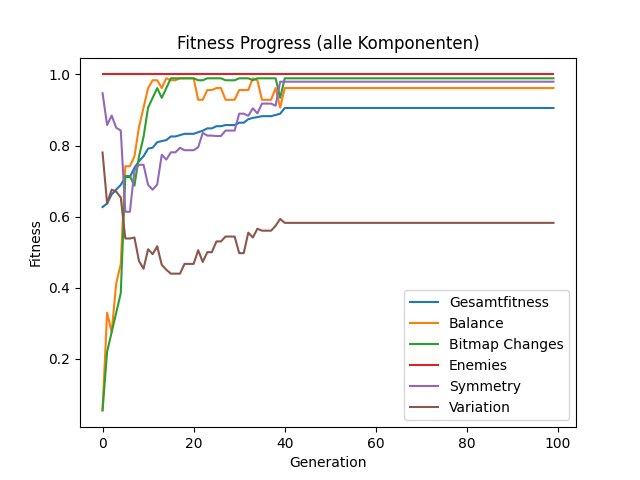 Fitness Progress (alle Komponenten)
1.0
0.8
0.6
0.4
0.2
Fitness
0 20 40 60 80 100
Generation
Gesamtfitness
Balance
Bitmap Changes
Enemies
Symmetry
Variation